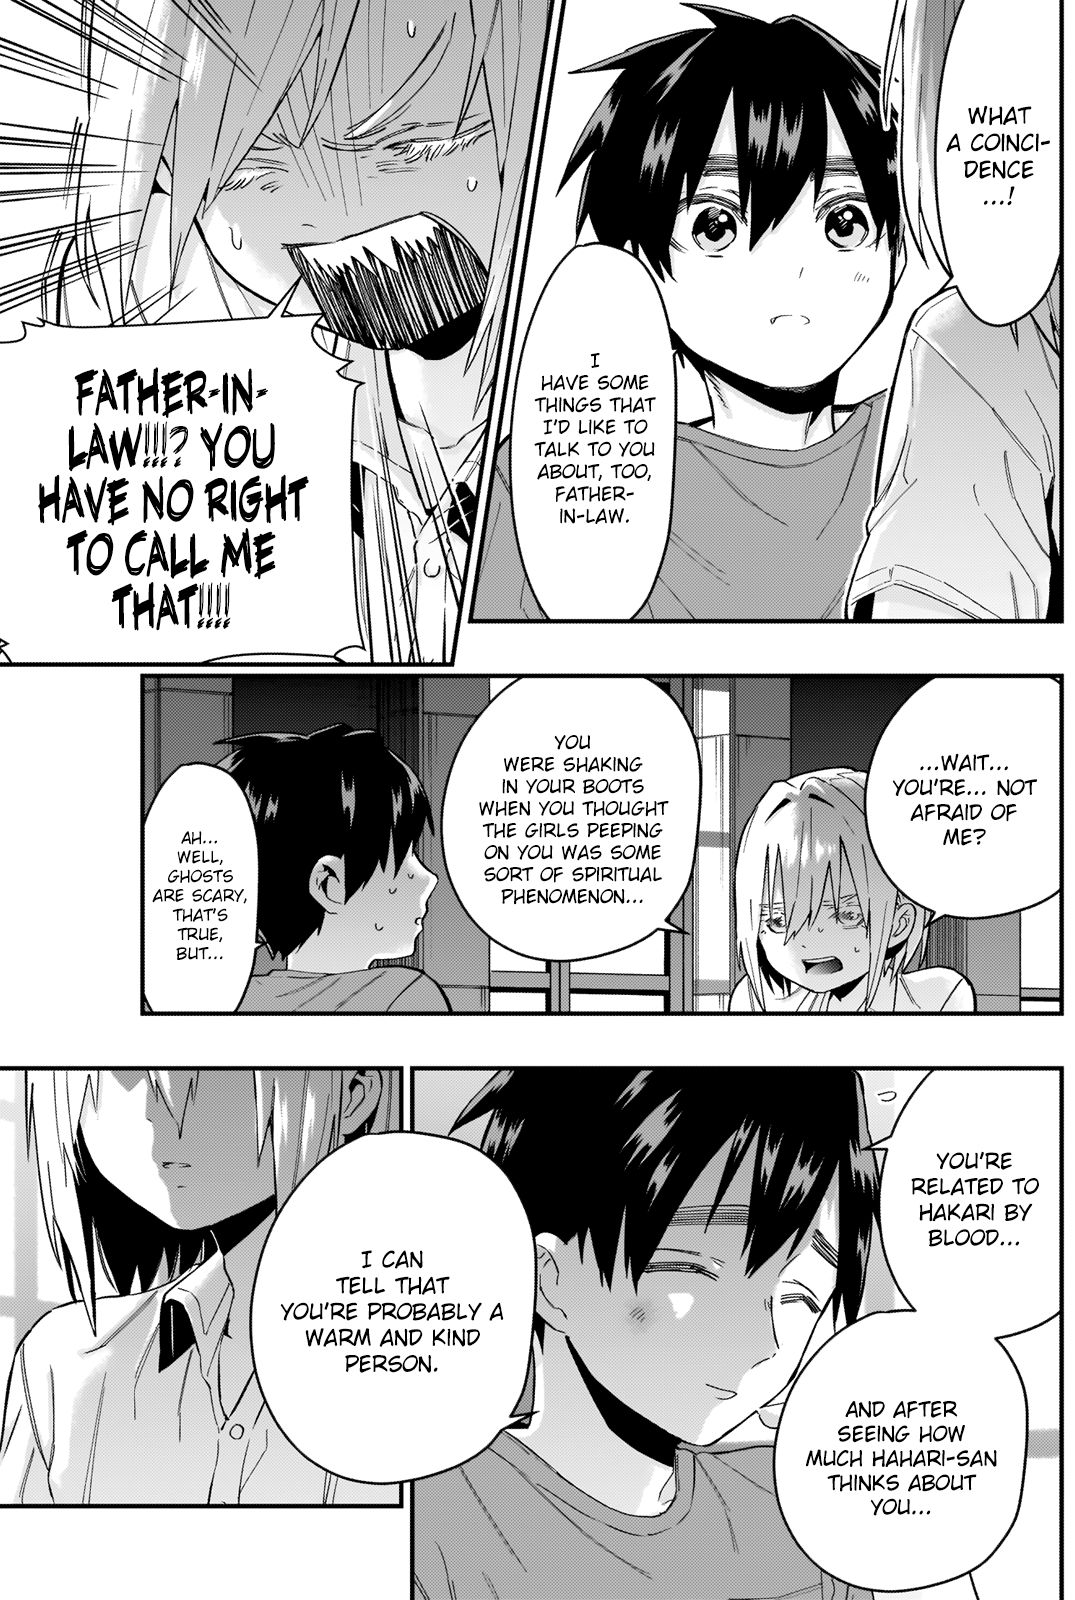 WHAT
A COINCI-
DENCE
...!
I
HAVE SOME
THINGS THAT
I'D LIKE TO
TALK TO YOU
ABOUT, TOO,
FATHER-
IN-LAW.
FATHER-IN-
LAW!!!? YOU
HAVE NO RIGHT
TO CALL ME
THAT!!!!
...WAIT...
YOU'RE... NOT
AFRAID OF
ME?
YOU
WERE SHAKING
IN YOUR BOOTS
WHEN YOU THOUGHT
THE GIRLS PEEPING
ON YOU WAS SOME
SORT OF SPIRITUAL
PHENOMENON...
AH...
WELL,
GHOSTS
ARE SCARY,
THAT'S
TRUE,
BUT...
YOU'RE
RELATED TO
HAKARI BY
BLOOD...
AND AFTER
SEEING HOW
MUCH HAHARI-SAN
THINKS ABOUT
YOU...
I CAN
TELL THAT
YOU'RE PROBABLY A
WARM AND KIND
PERSON.